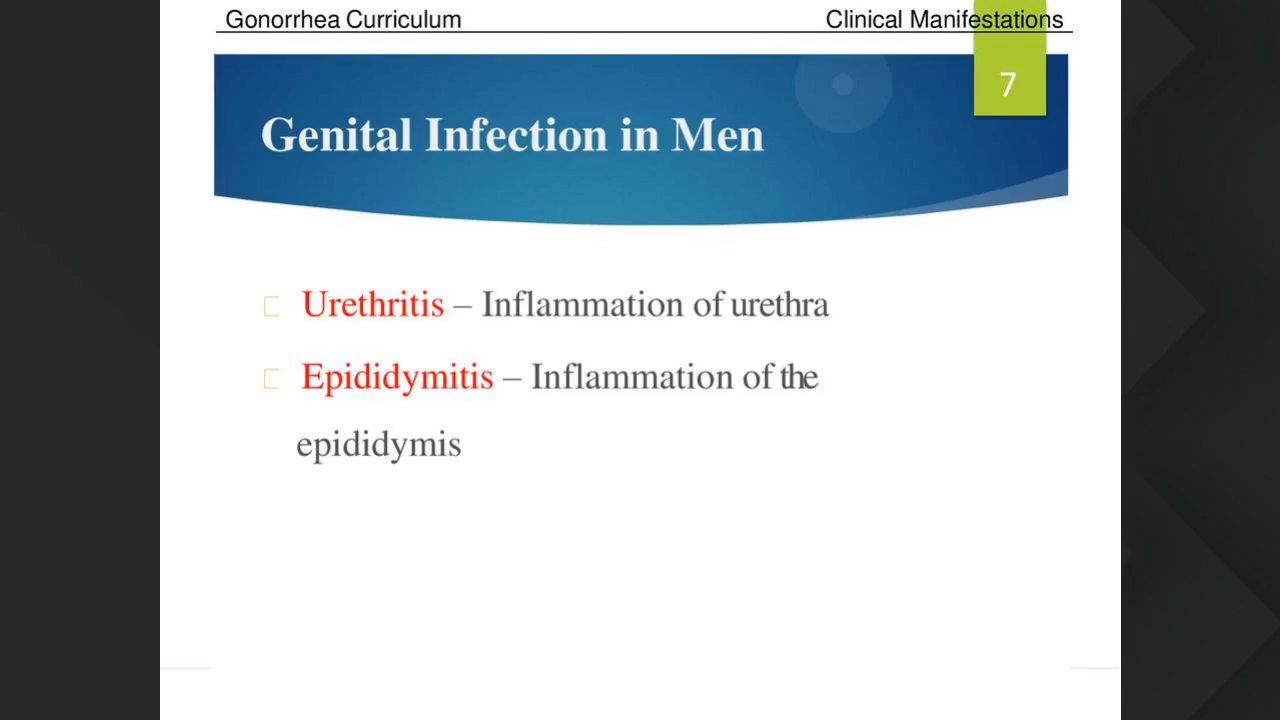 Gonorrhea Curriculum Clinical Manifestations
7
Genital Infection in Men
Urethritis – Inflammation of urethra
Epididymitis – Inflammation of the
epididymis